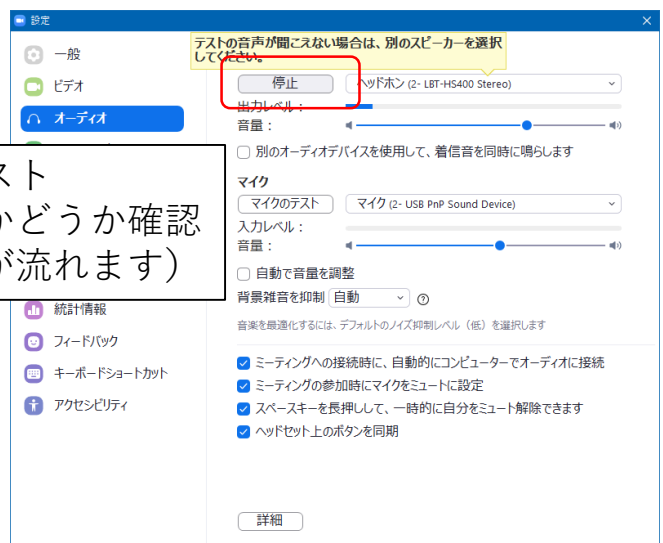 設定
一般
ビデオ
オーディオ
スト
かどうか確認
が流れます）
統計情報
フィードバック
キーボードショートカット
アクセシビリティ
テストの音声が聞こえない場合は、別のスピーカーを選択
してください。
停止
ヘッドホン (2- LBT-HS400 Stereo)
出力レベル：
音量：
別のオーディオデバイスを使用して、着信音を同時に鳴らします
マイク
マイクのテスト
マイク (2- USB PnP Sound Device)
入力レベル：
音量：
自動で音量を調整
背景雑音を抑制 自動
音楽を最適化するには、デフォルトのノイズ抑制レベル（低）を選択します
ミーティングへの接続時に、自動的にコンピューターでオーディオに接続
ミーティングの参加時にマイクをミュートに設定
スペースキーを長押しして、一時的に自分をミュート解除できます
ヘッドセット上のボタンを同期
詳細